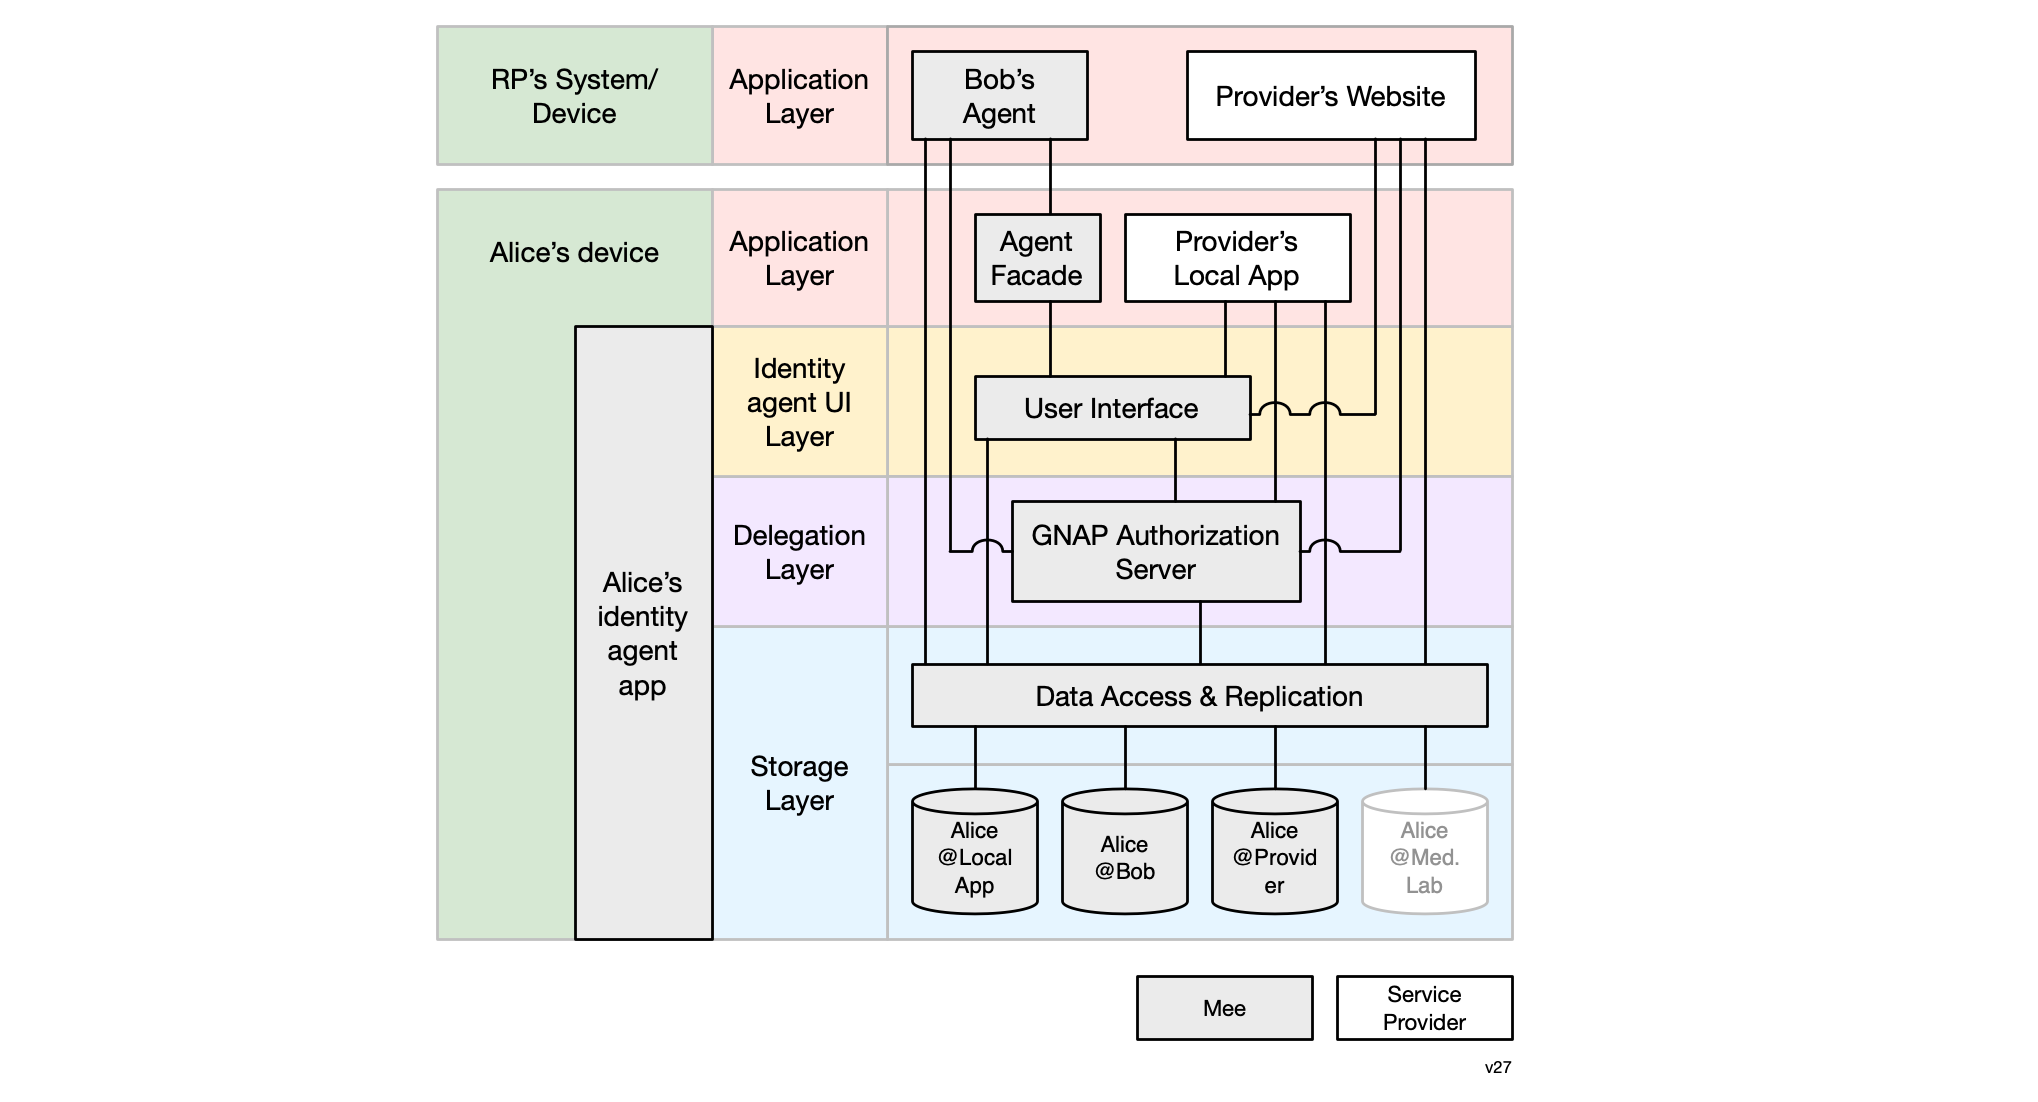 RP's System/
Device
Application
Layer
Bob's
Agent
Provider's Website
Alice's device
Application
Layer
Agent
Facade
Provider's
Local App
Identity
agent UI
Layer
User Interface
Delegation
Layer
GNAP Authorization
Server
Alice's
identity
agent
app
Storage
Layer
Data Access & Replication
Alice
@Local
App
Alice
@Bob
Alice
@Provid
er
Alice
@Med.
Lab
Mee
Service
Provider
v27